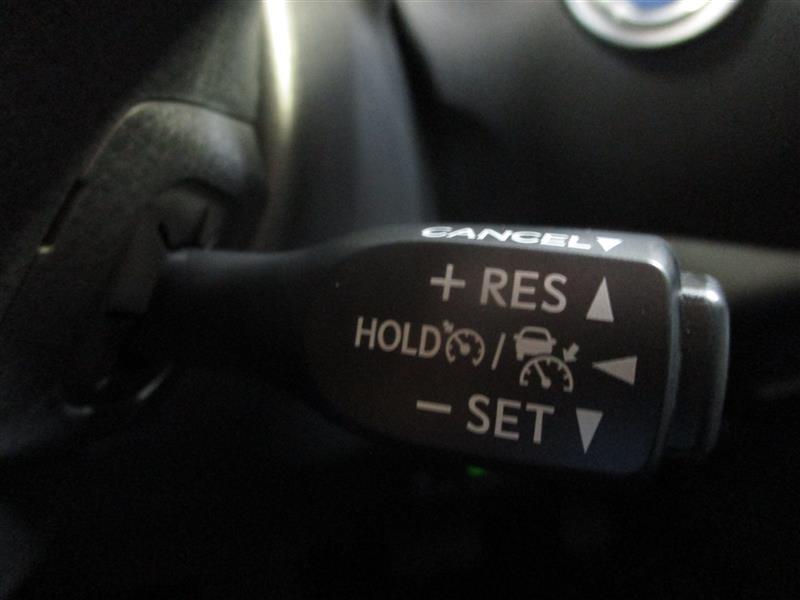 CANCEL▼
+ RES ▲
HOLD / ◀
− SET ▼